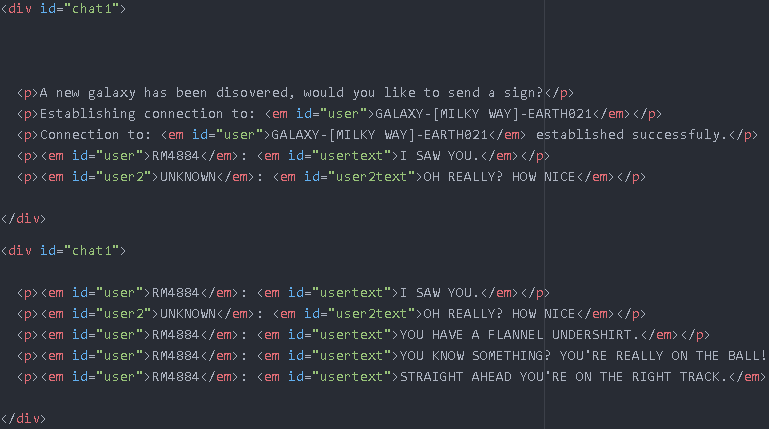 <div id="chat1">
<p>A new galaxy has been disovered, would you like to send a sign?</p>
<p>Establishing connection to: <em id="user">GALAXY-[MILKY WAY]-EARTH021</em></p>
<p>Connection to: <em id="user">GALAXY-[MILKY WAY]-EARTH021</em> established successfuly.</p>
<p><em id="user">RM4884</em>: <em id="usertext">I SAW YOU.</em></p>
<p><em id="user2">UNKNOWN</em>: <em id="user2text">OH REALLY? HOW NICE</em></p>
</div>
<div id="chat1">
<p><em id="user">RM4884</em>: <em id="usertext">I SAW YOU.</em></p>
<p><em id="user2">UNKNOWN</em>: <em id="user2text">OH REALLY? HOW NICE</em></p>
<p><em id="user">RM4884</em>: <em id="usertext">YOU HAVE A FLANNEL UNDERSHIRT.</em></p>
<p><em id="user">RM4884</em>: <em id="usertext">YOU KNOW SOMETHING? YOU'RE REALLY ON THE BALL!
<p><em id="user">RM4884</em>: <em id="usertext">STRAIGHT AHEAD YOU'RE ON THE RIGHT TRACK.</em>
</div>